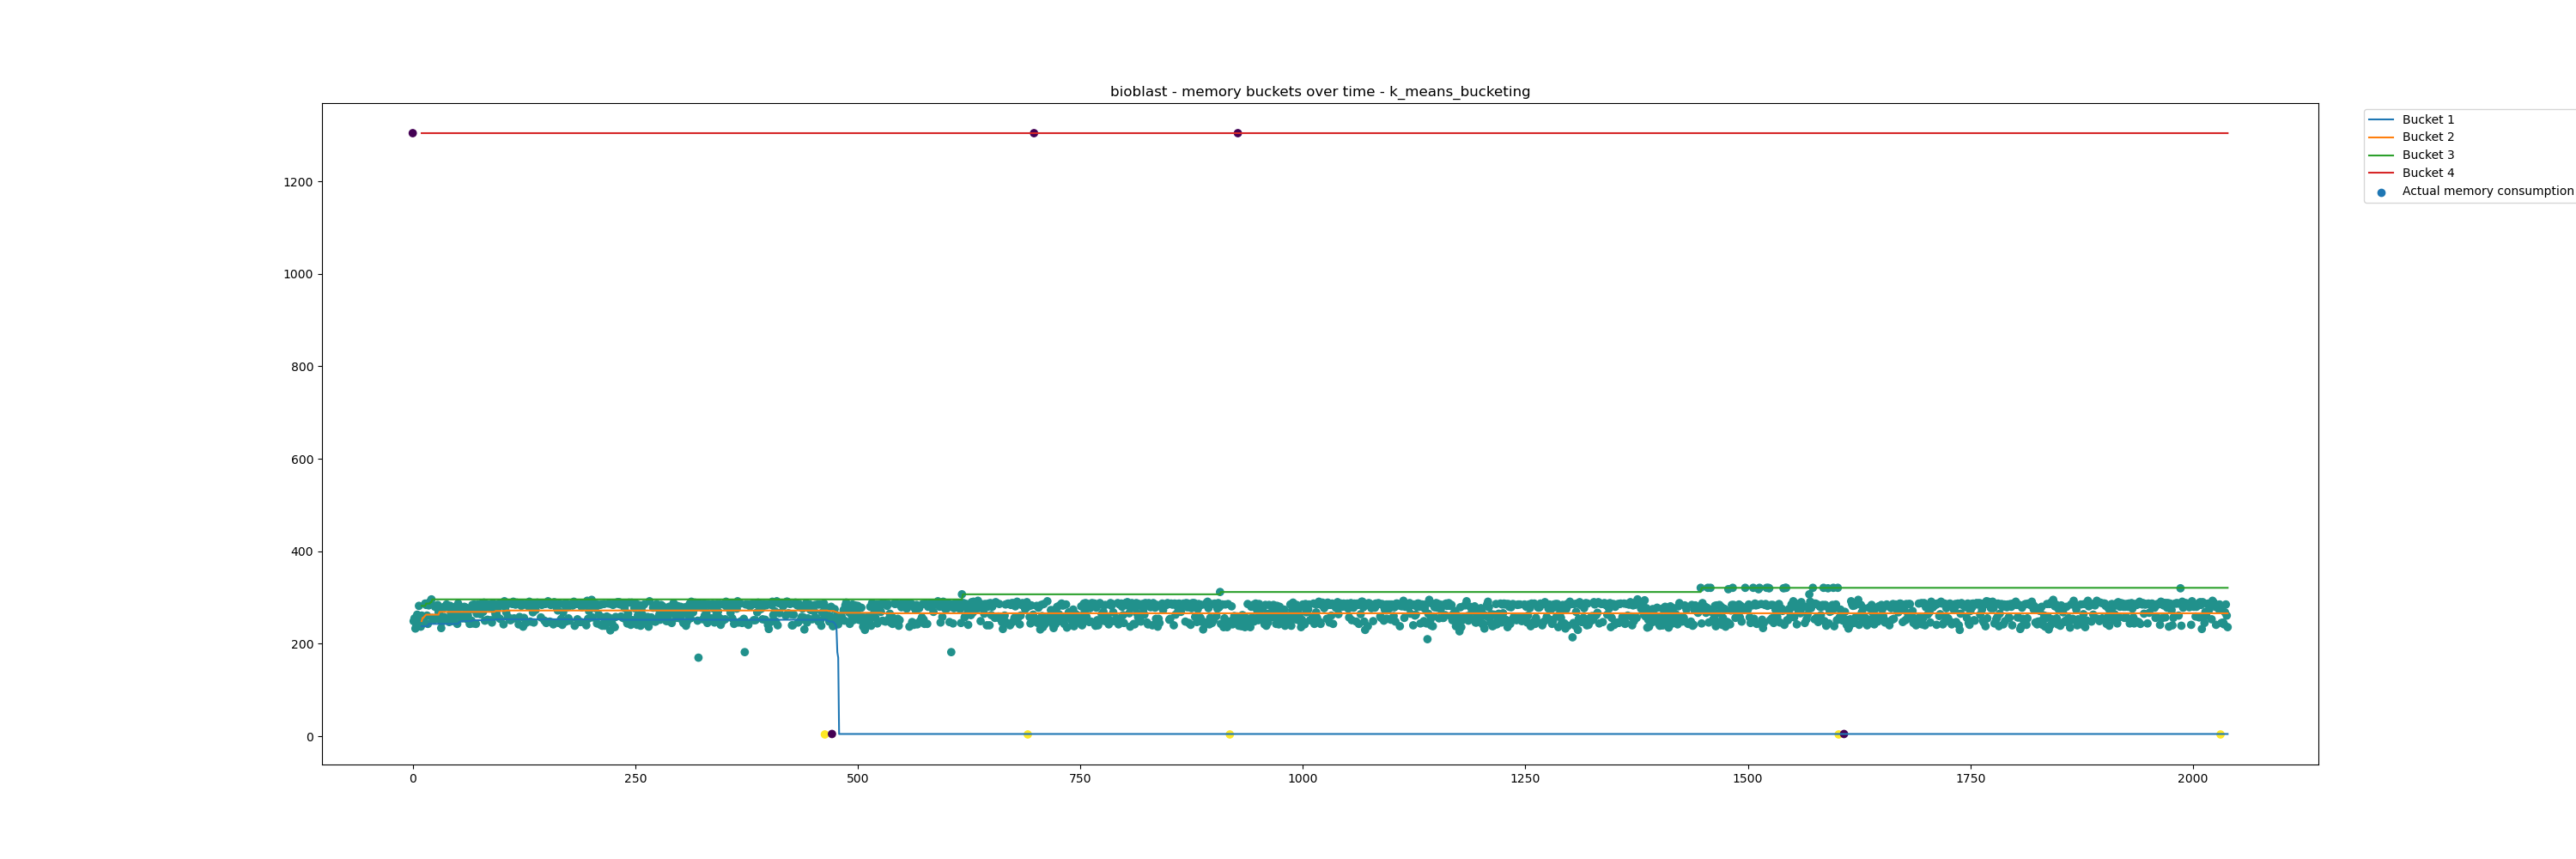 bioblast - memory buckets over time - k_means_bucketing
Bucket 1
Bucket 2
Bucket 3
Bucket 4
Actual memory consumption
1200
1000
800
600
400
200
0
0 250 500 750 1000 1250 1500 1750 2000